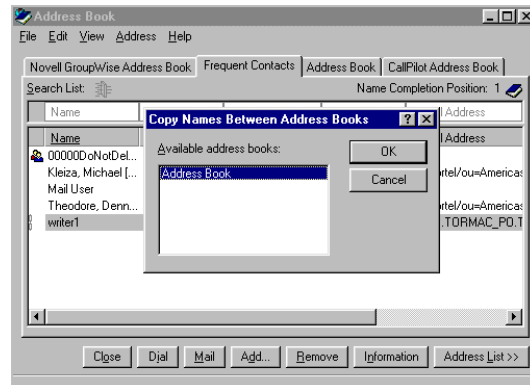 Address Book
File Edit View Address Help
Novell GroupWise Address Book Frequent Contacts Address Book CallPilot Address Book
Search List: Name Completion Position: 1
Name Address
Copy Names Between Address Books
Name Address
Available address books:
OK
00000DoNotDel...
Address Book
Kleiza, Michael [... rtel/ou=Americas
Cancel
Mail User
Theodore, Denn... rtel/ou=Americas
writer1 .TORMAC_PO.T
Close Dial Mail Add... Remove Information Address List >>